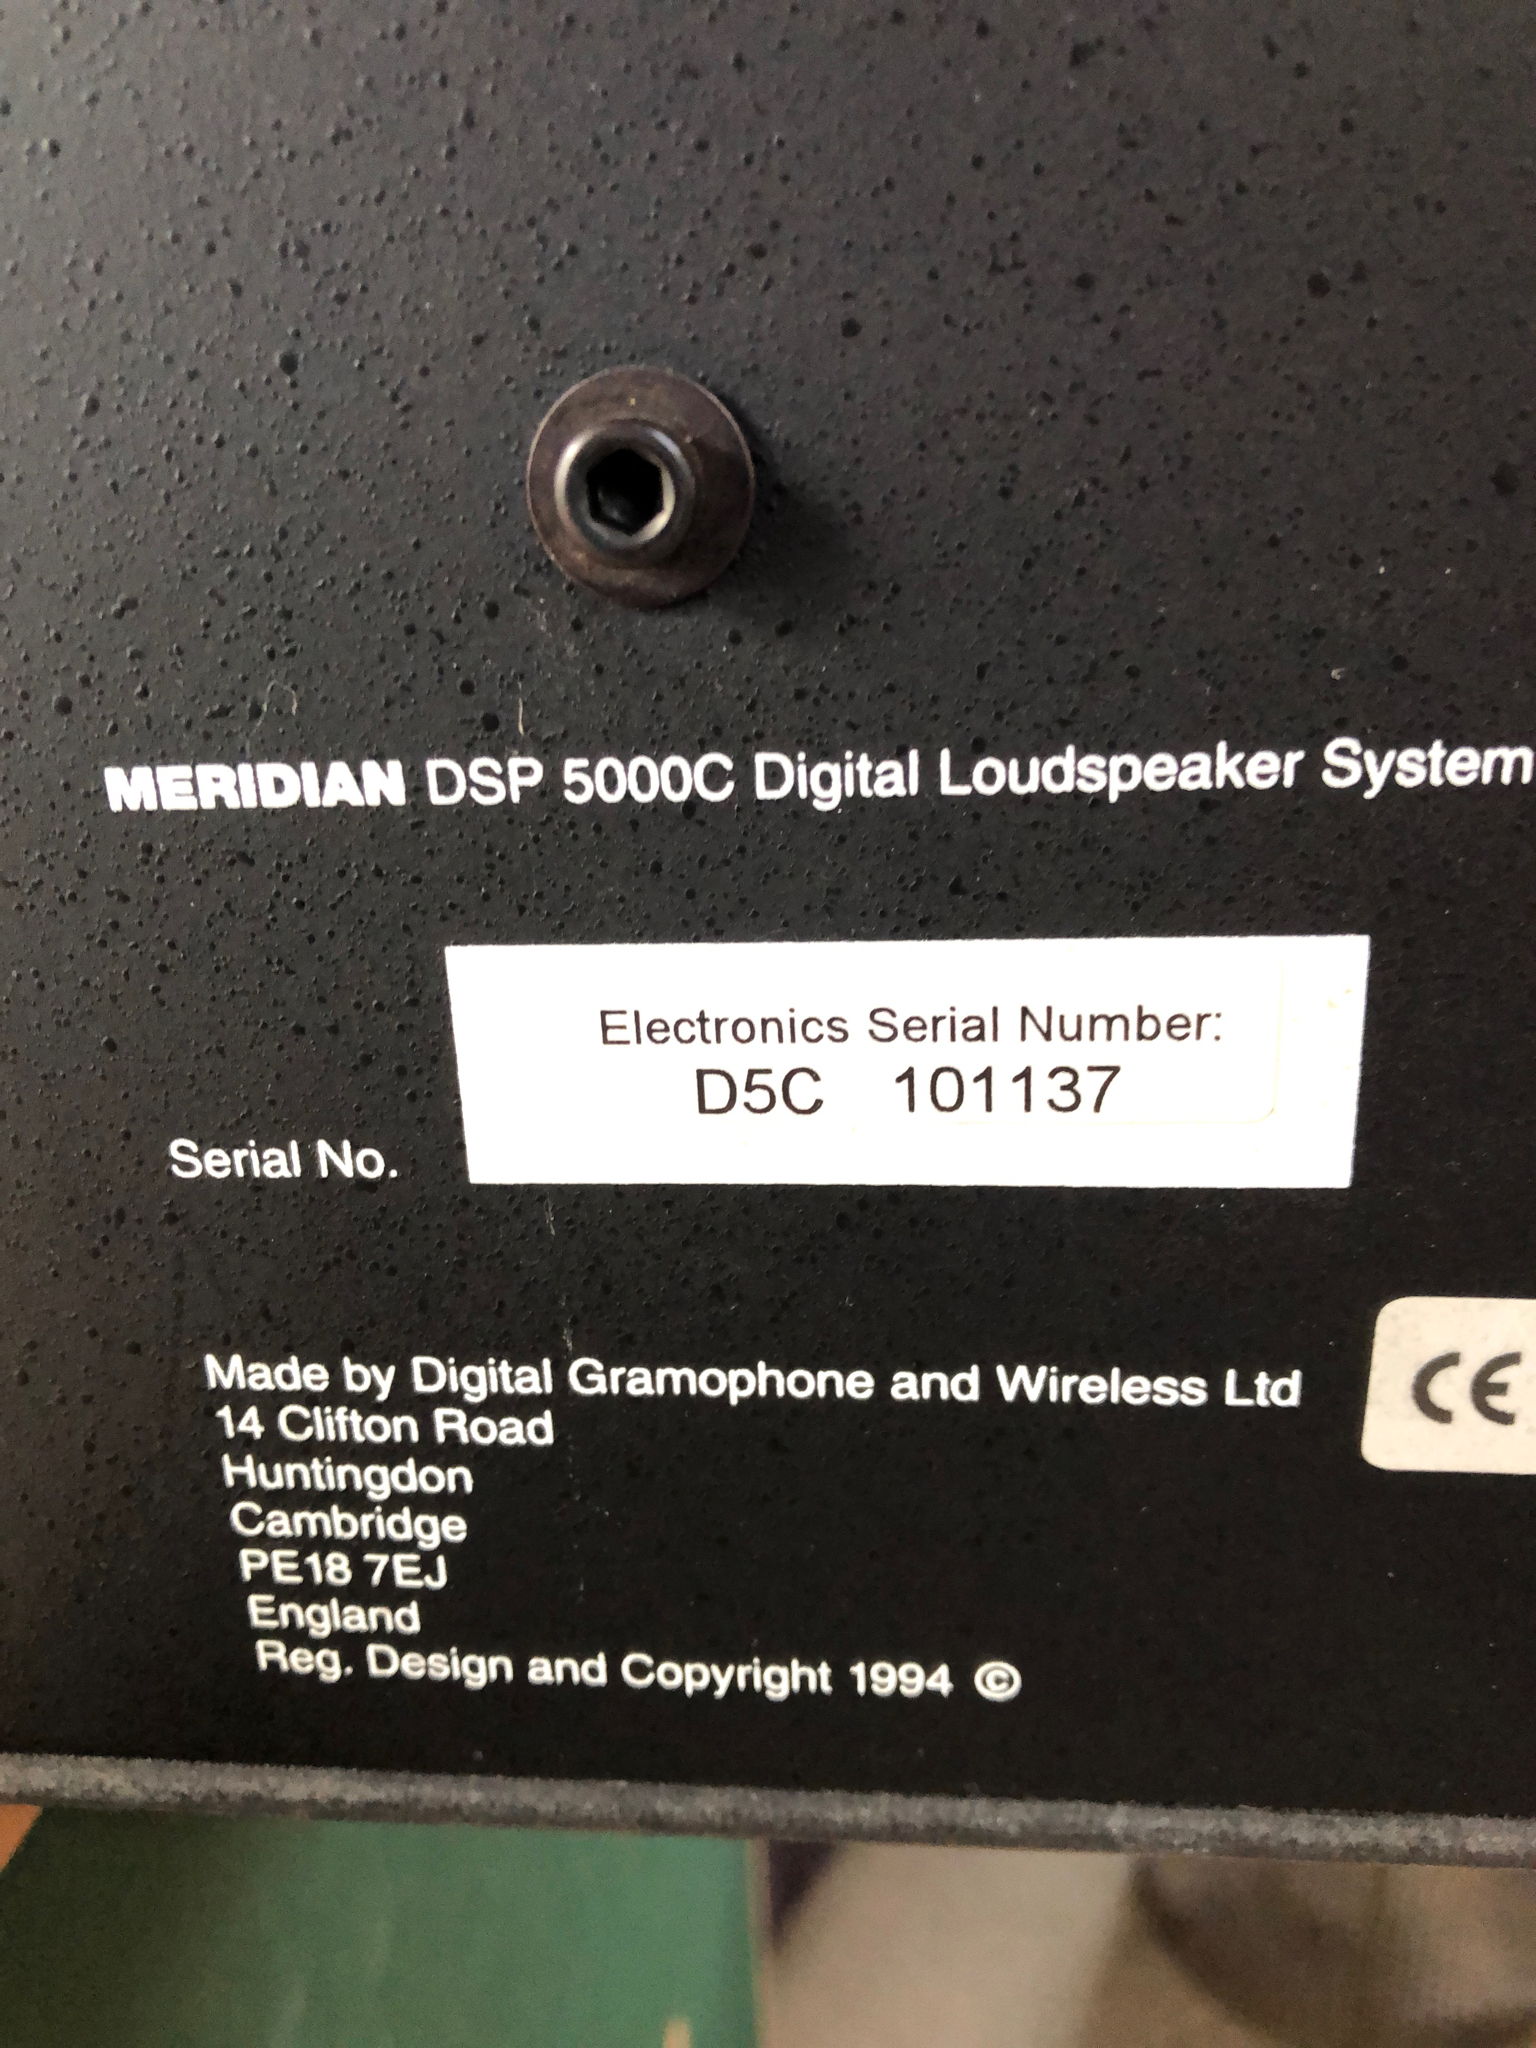 MERIDIAN DSP 5000C Digital Loudspeaker System
Electronics Serial Number:
D5C 101137
Serial No.
Made by Digital Gramophone and Wireless Ltd
14 Clifton Road
Huntingdon
Cambridge
PE18 7EJ
England
Reg. Design and Copyright 1994 ©
CE